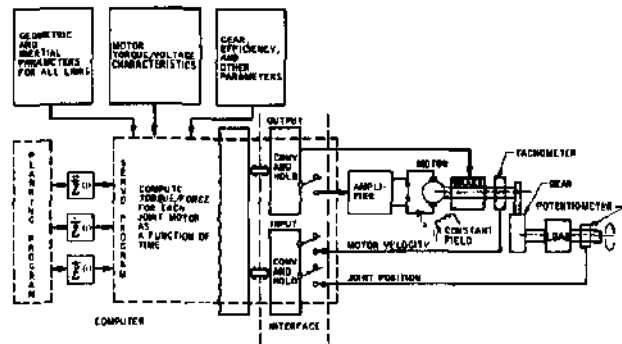 GEOMETRIC
AND
INERTIAL
PARAMETERS
FOR ALL LINKS
MOTOR
TORQUE/VOLTAGE
CHARACTERISTICS
GEAR,
EFFICIENCY,
AND
OTHER
PARAMETERS
PLANNING PROGRAM
SERVO PROGRAM
COMPUTE
TORQUE/FORCE
FOR EACH
JOINT MOTOR
AS
A FUNCTION OF
TIME
COMPUTER
OUTPUT
CONV
AND
HOLD
INPUT
CONV
AND
HOLD
INTERFACE
AMPLI-
FIER
MOTOR
BRAKE
CONSTANT
FIELD
TACHOMETER
GEAR
POTENTIOMETER
LOAD
MOTOR VELOCITY
JOINT POSITION